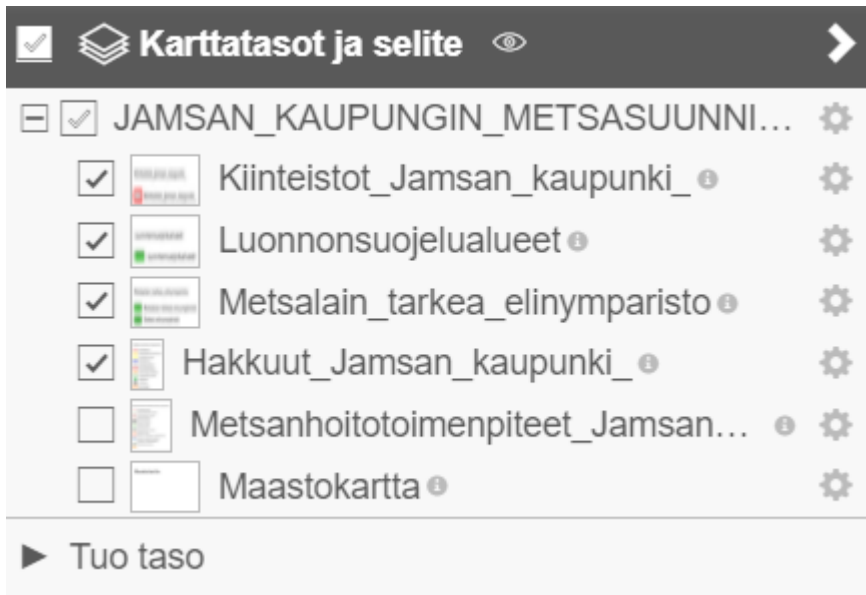 Karttatasot ja selite
JAMSAN_KAUPUNGIN_METSASUUNNI...
Kiinteistot_Jamsan_kaupunki_
Luonnonsuojelualueet
Metsalain_tarkea_elinymparisto
Hakkuut_Jamsan_kaupunki_
Metsanhoitotoimenpiteet_Jamsan...
Maastokartta
Tuo taso